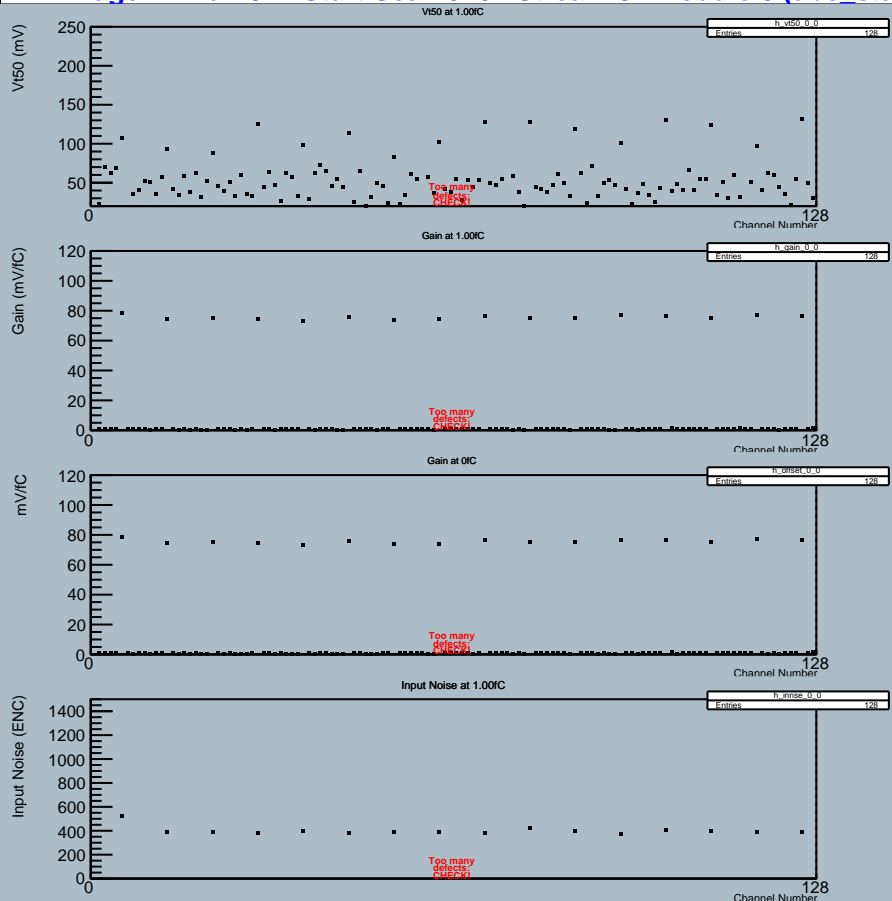 Vt50 at 1.00fC
h_vt50_0_0
Entries 128
Vt50 (mV)
250
200
150
100
50
Too many
defects:
CHECK!
0
128
Channel Number
Gain at 1.00fC
h_gain_0_0
Entries 128
Gain (mV/fC)
120
100
80
60
40
20
0
Too many
defects:
CHECK!
0
128
Channel Number
Gain at 0fC
h_offset_0_0
Entries 128
mV/fC
120
100
80
60
40
20
0
Too many
defects:
CHECK!
0
128
Channel Number
Input Noise at 1.00fC
h_innse_0_0
Entries 128
Input Noise (ENC)
1400
1200
1000
800
600
400
200
0
Too many
defects:
CHECK!
0
128
Channel Number